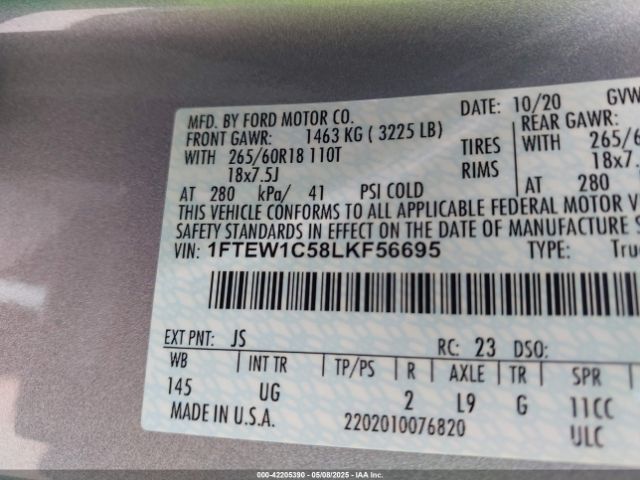 MFD. BY FORD MOTOR CO. DATE: 10/20 GVW
FRONT GAWR: 1463 KG ( 3225 LB) REAR GAWR:
WITH 265/60R18 110T TIRES 265/6
18x7.5J RIMS 18x7.
AT 280 kPa/ 41 PSI COLD AT 280
THIS VEHICLE CONFORMS TO ALL APPLICABLE FEDERAL MOTOR V
SAFETY STANDARDS IN EFFECT ON THE DATE OF MANUFACTURE S
VIN: 1FTEW1C58LKF56695 TYPE: Tru
EXT PNT: JS RC: 23 DSO:
WB INT TR TP/PS R AXLE TR SPR
145 UG 2 L9 G 11CC
MADE IN U.S.A. 2202010076820 ULC
000-42205390 - 05/08/2025 - IAA Inc.